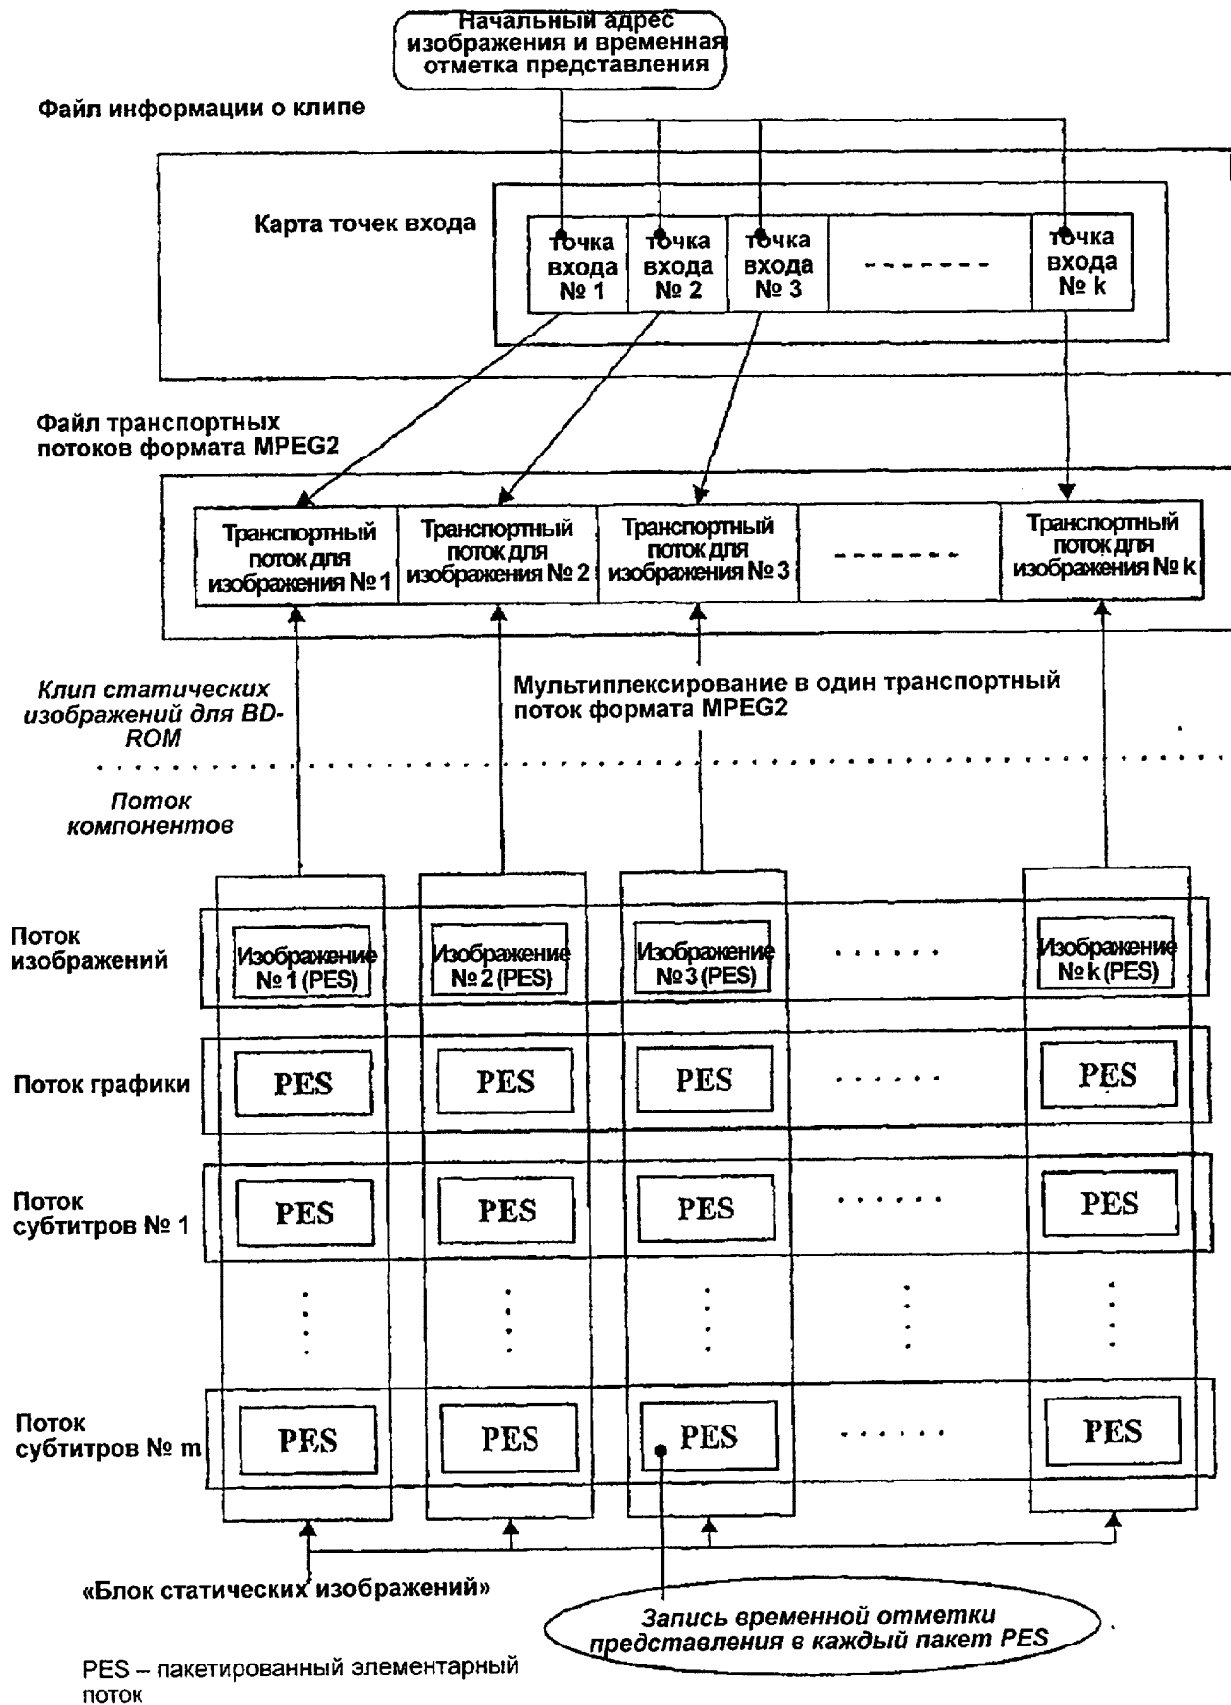 Начальный адрес
изображения и временная
отметка представления
Файл информации о клипе
Карта точек входа
точка
входа
№ 1
точка
входа
№ 2
точка
входа
№ 3
точка
входа
№ k
Файл транспортных
потоков формата MPEG2
Транспортный
поток для
изображения № 1
Транспортный
поток для
изображения № 2
Транспортный
поток для
изображения № 3
Транспортный
поток для
изображения № k
Клип статических
изображений для BD-
ROM
Мультиплексирование в один транспортный
поток формата MPEG2
Поток
компонентов
Поток
изображений
Изображение
№ 1 (PES)
Изображение
№ 2 (PES)
Изображение
№ 3 (PES)
Изображение
№ k (PES)
Поток графики
PES
PES
PES
PES
Поток
субтитров № 1
PES
PES
PES
PES
Поток
субтитров № m
PES
PES
PES
PES
«Блок статических изображений»
Запись временной отметки
представления в каждый пакет PES
PES – пакетированный элементарный
поток